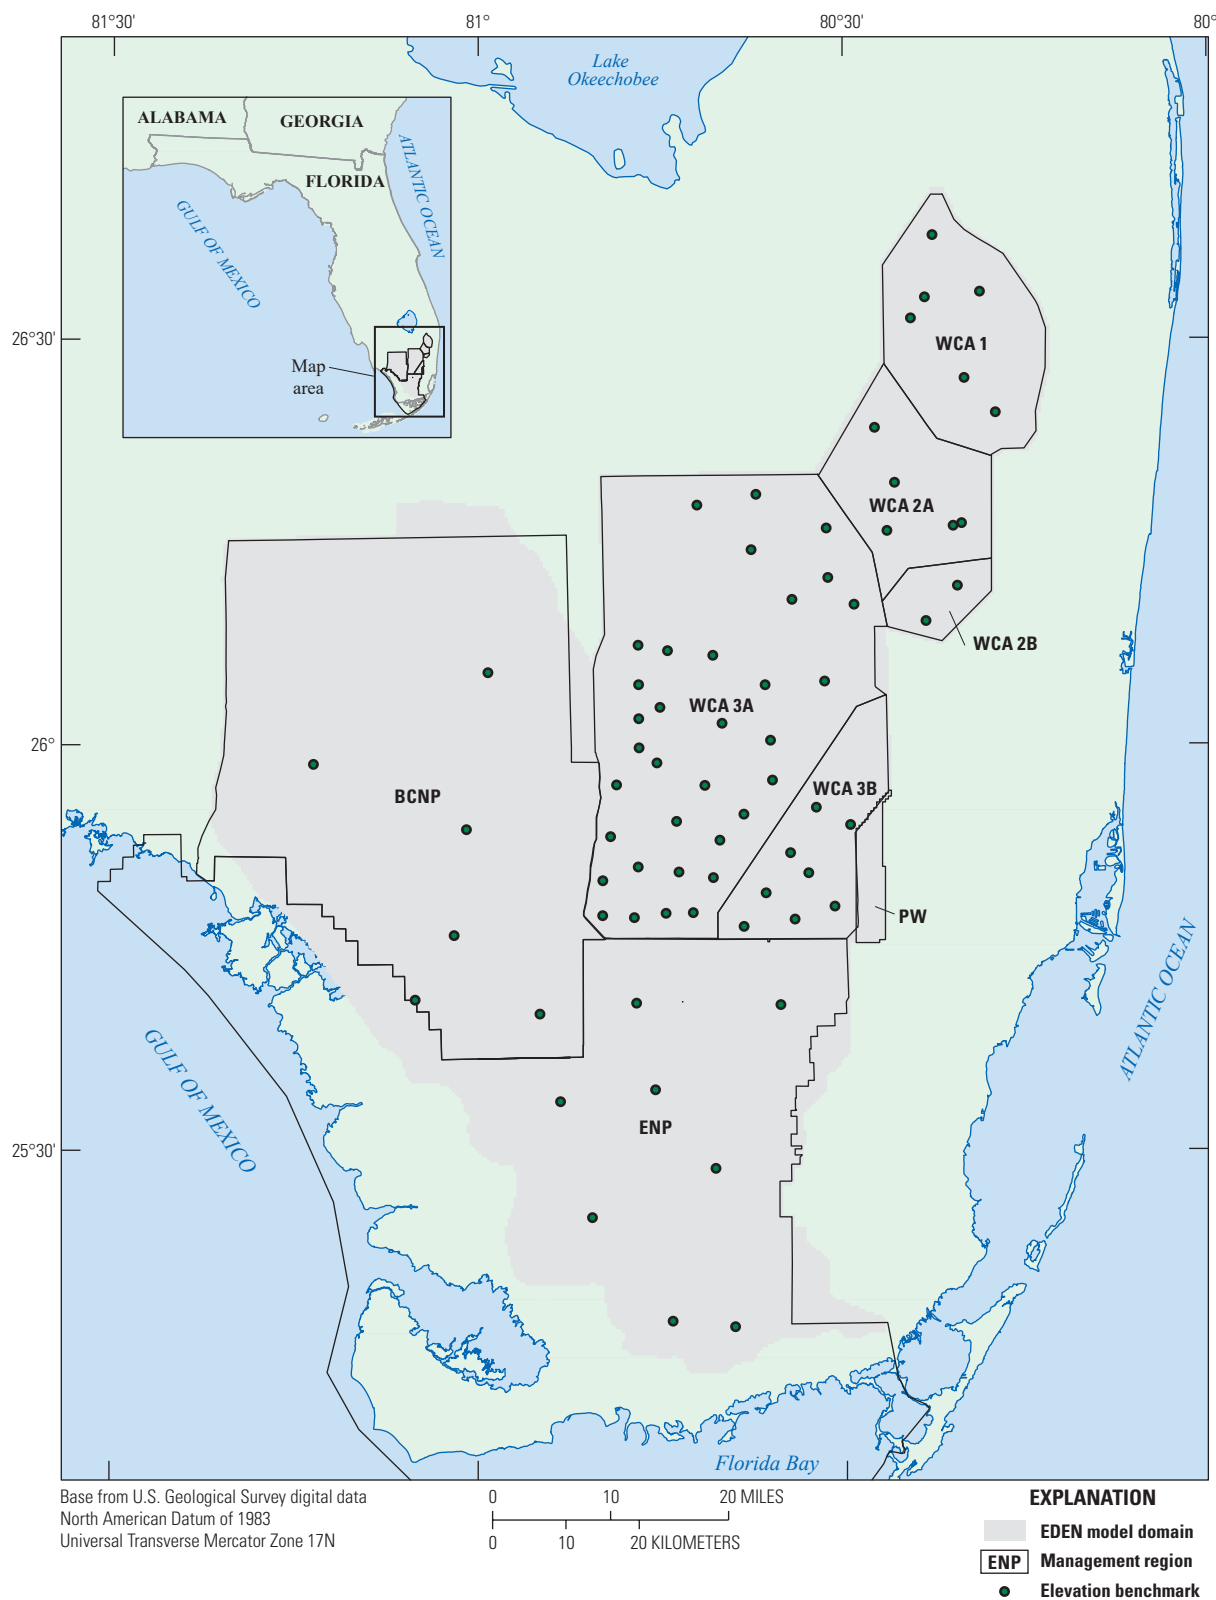 81°30'
81°
80°30'
80°
Lake
Okeechobee
ALABAMA
GEORGIA
FLORIDA
ATLANTIC OCEAN
GULF OF MEXICO
Map
area
26°30'
WCA 1
WCA 2A
WCA 2B
WCA 3A
26°
WCA 3B
BCNP
PW
ATLANTIC OCEAN
GULF OF MEXICO
ENP
25°30'
Florida Bay
Base from U.S. Geological Survey digital data
North American Datum of 1983
Universal Transverse Mercator Zone 17N
0 10 20 MILES
0 10 20 KILOMETERS
EXPLANATION
EDEN model domain
ENP Management region
Elevation benchmark